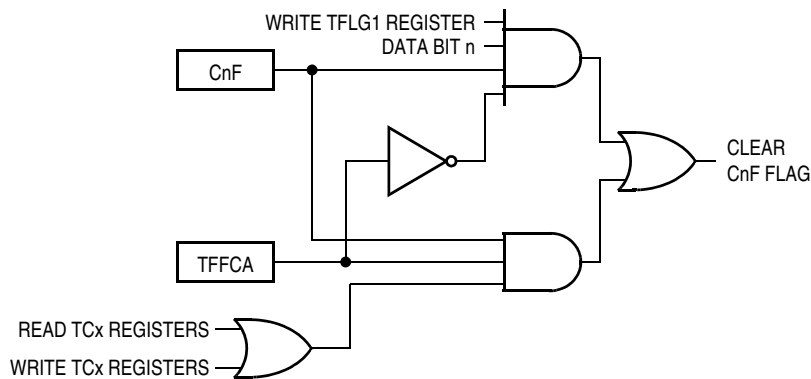 WRITE TFLG1 REGISTER
DATA BIT n
CnF
CLEAR
CnF FLAG
TFFCA
READ TCx REGISTERS
WRITE TCx REGISTERS